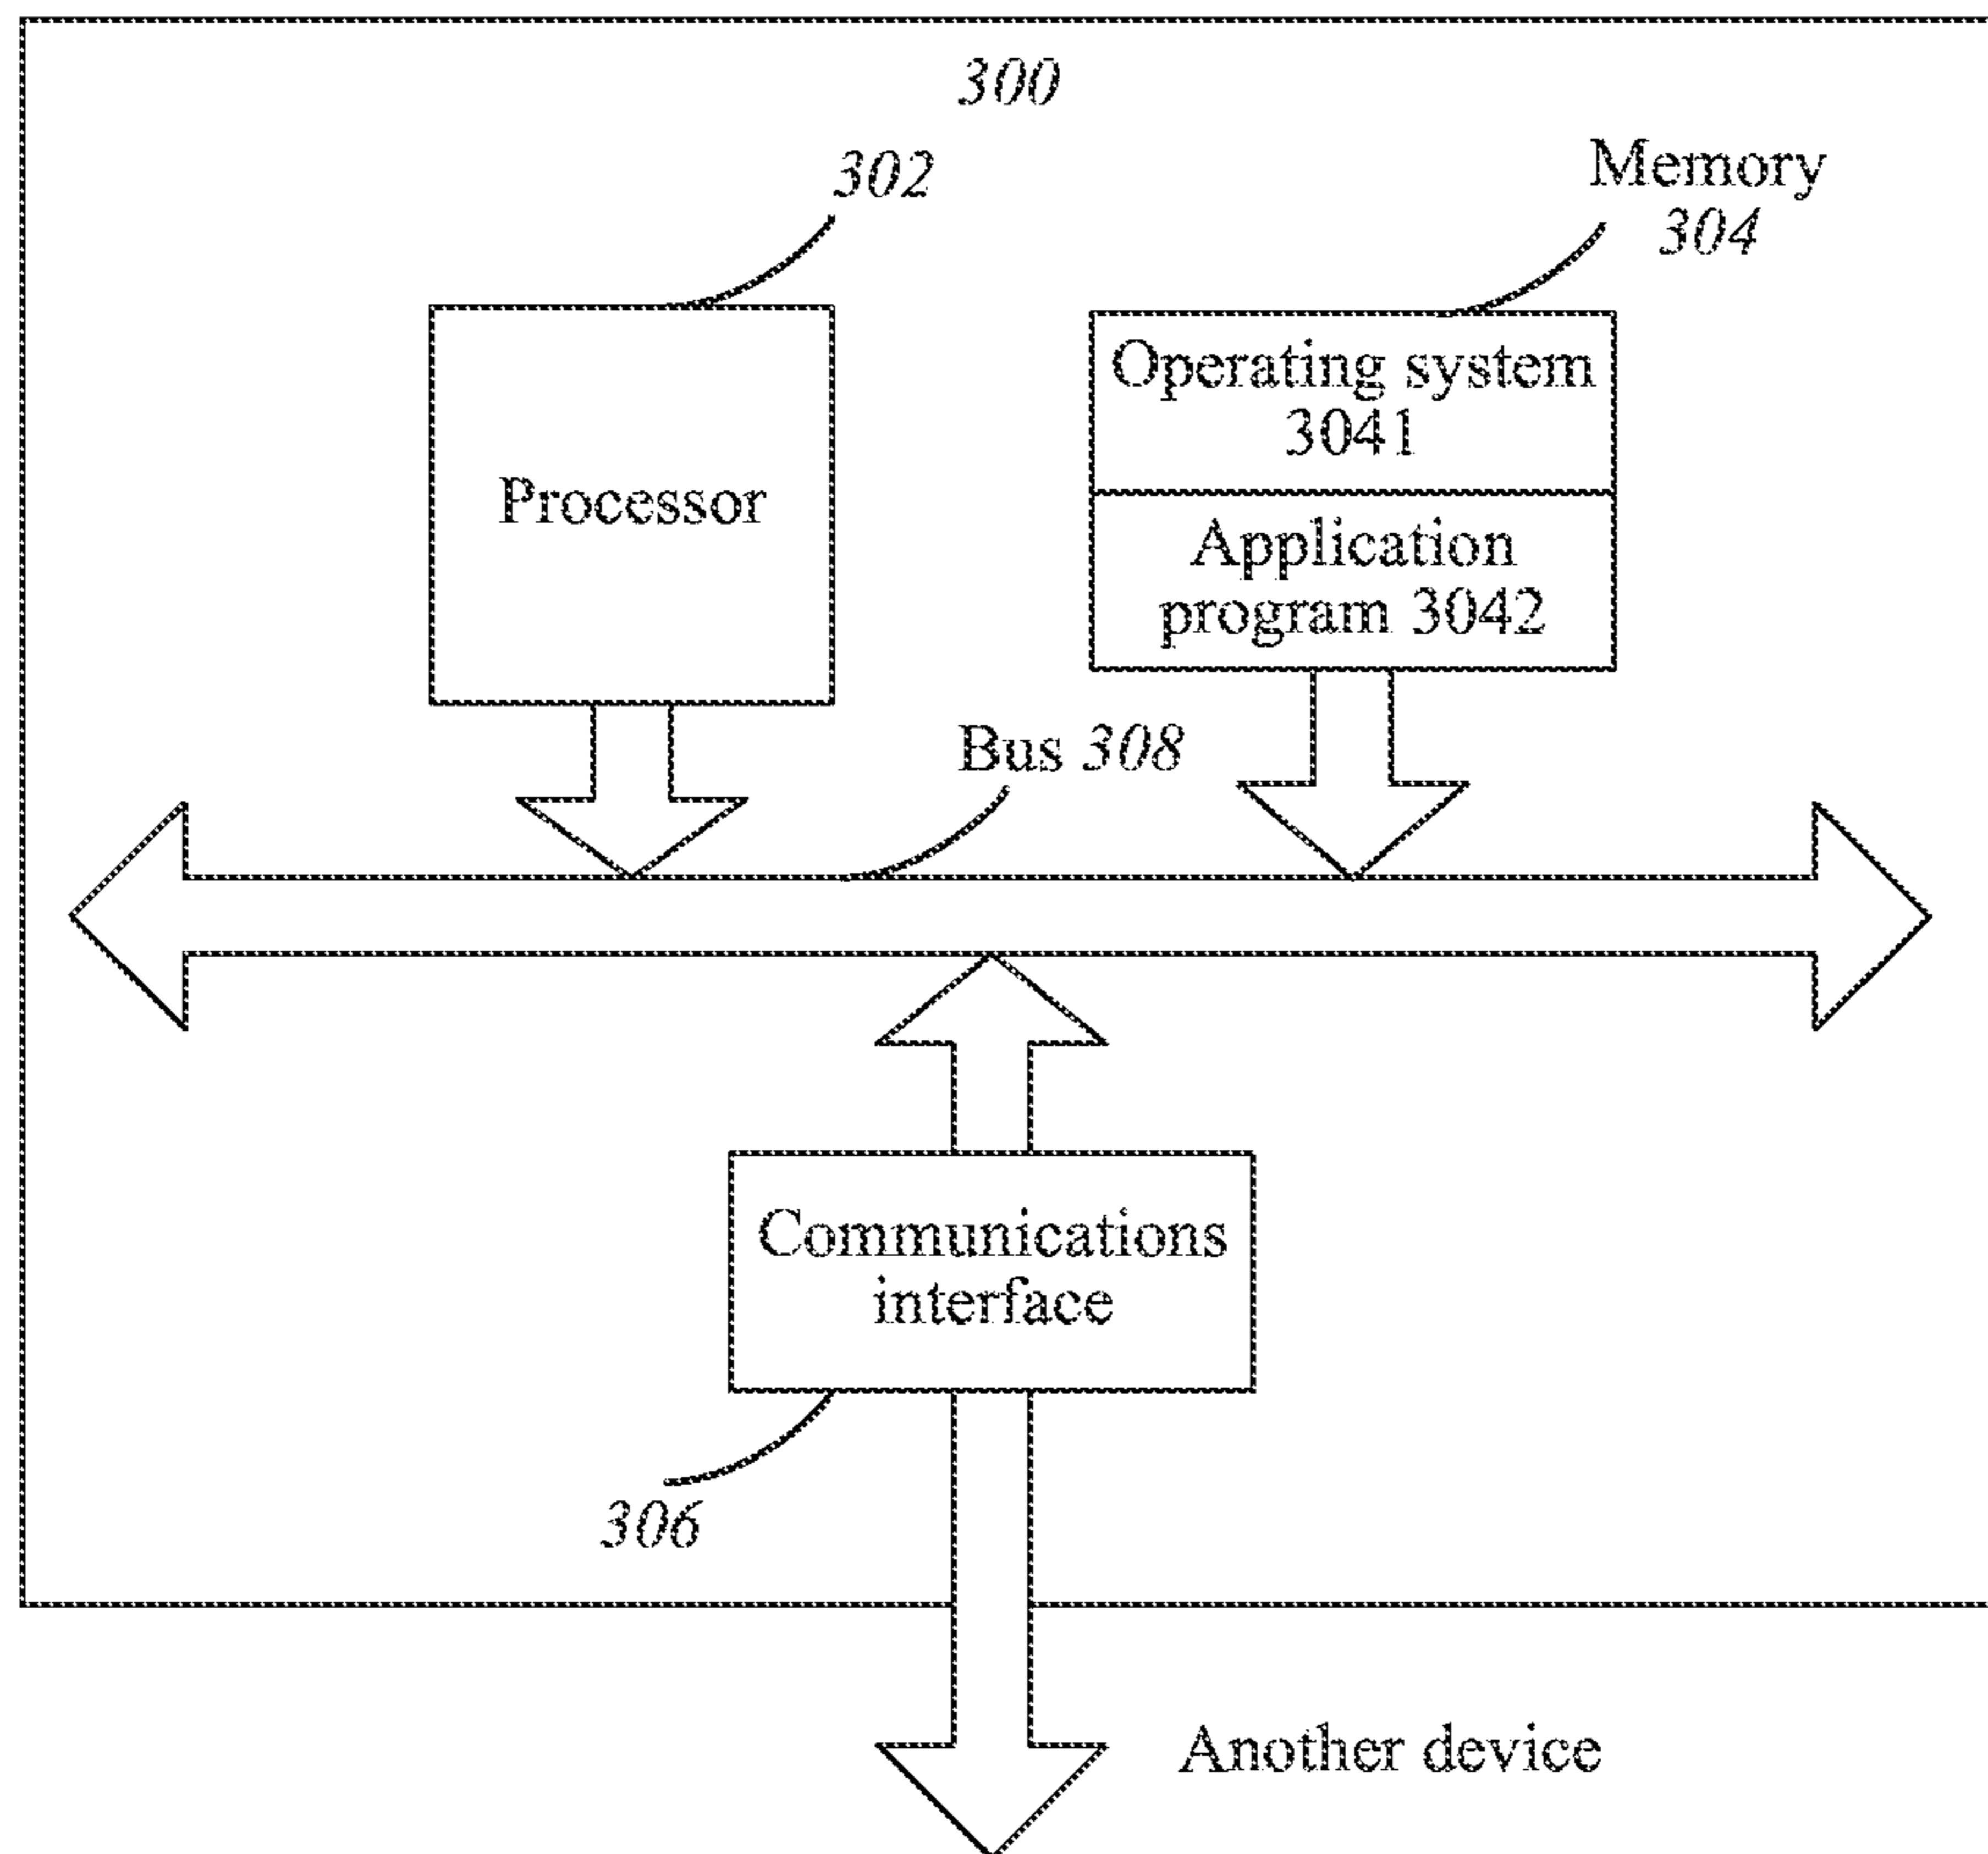 300
302
Memory
304
Operating system
3041
Processor
Application
program 3042
Bus 308
Communications
interface
306
Another device